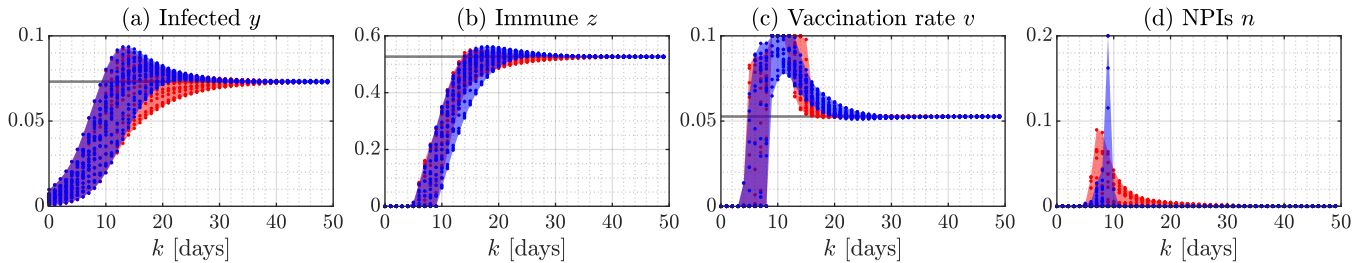 (a) Infected y
0.1
0.05
0
0 10 20 30 40 50
k [days]
(b) Immune z
0.6
0.4
0.2
0
0 10 20 30 40 50
k [days]
(c) Vaccination rate v
0.1
0.05
0
0 10 20 30 40 50
k [days]
(d) NPIs n
0.2
0.1
0
0 10 20 30 40 50
k [days]